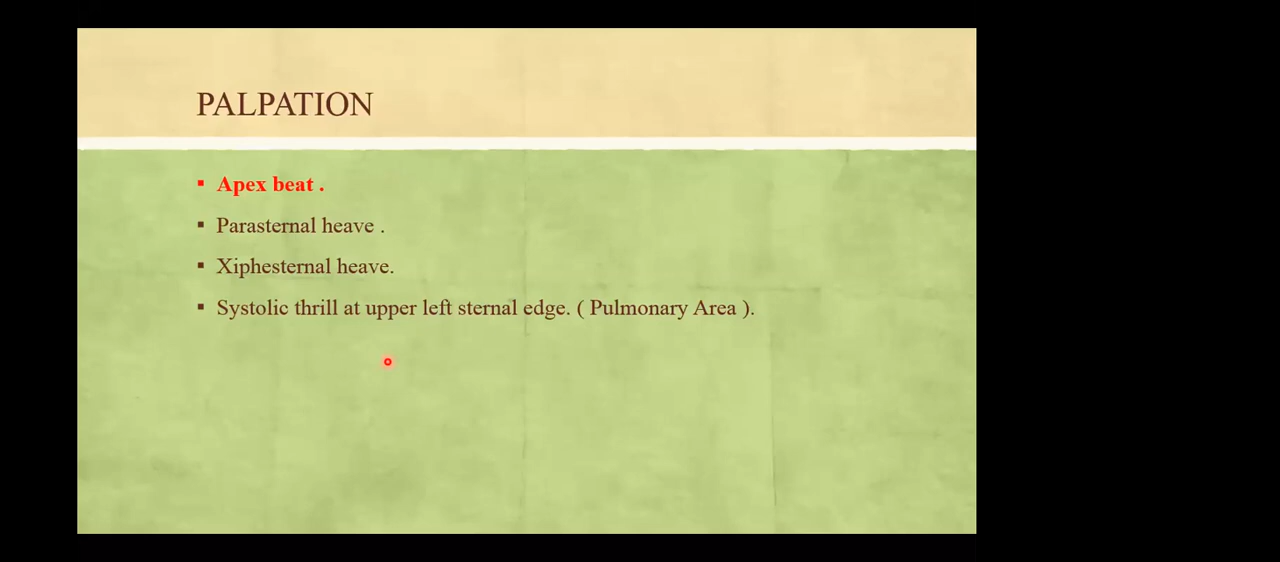 PALPATION
▪ Apex beat .
▪ Parasternal heave .
▪ Xiphesternal heave.
▪ Systolic thrill at upper left sternal edge. ( Pulmonary Area ).